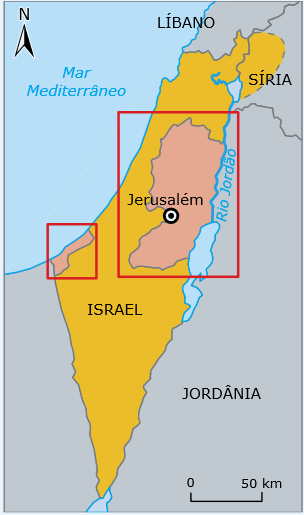 LÍBANO
N
Mar
Mediterrâneo
SÍRIA
Rio Jordão
Jerusalém
ISRAEL
JORDÂNIA
0 50 km